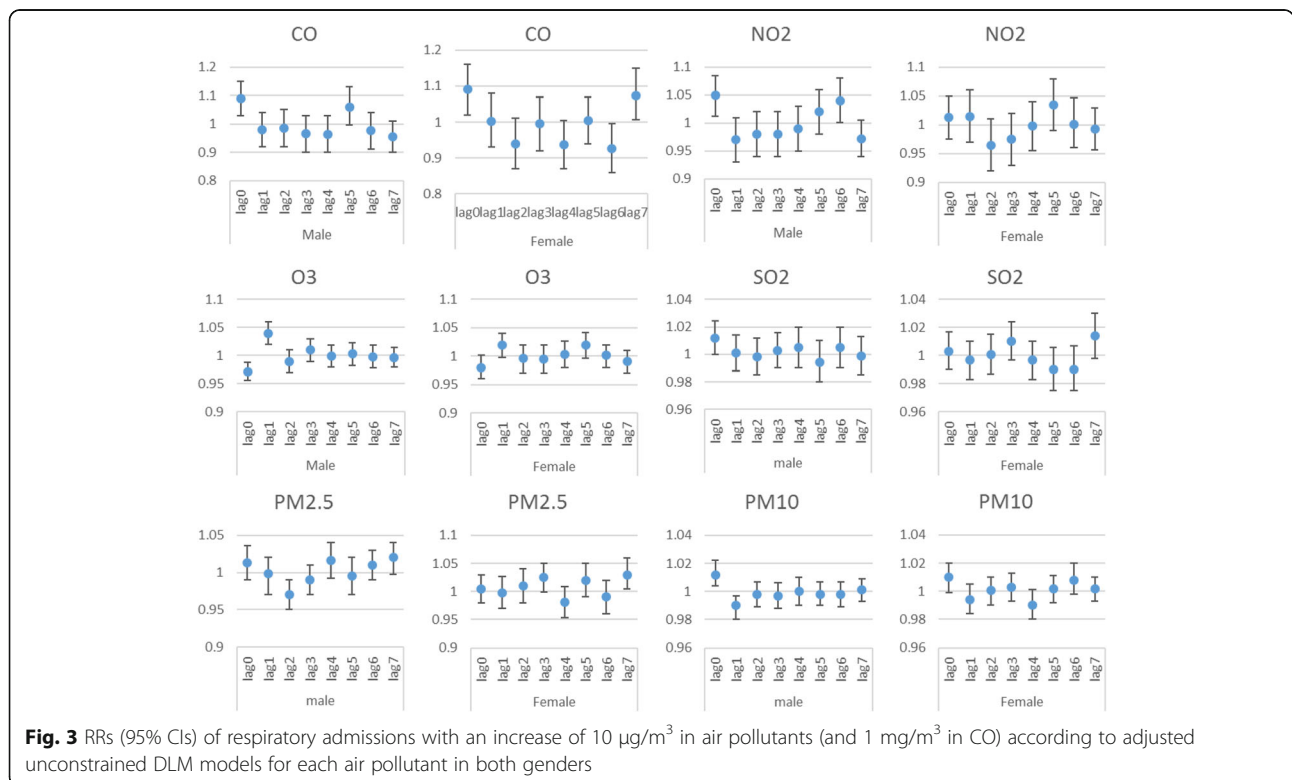 CO CO NO2 NO2
1.2 1.2 1.1 1.1
1.1 1.1 1.05 1.05
1 1 1 1
0.9 0.9 0.95 0.95
0.8 0.8 0.9 0.9
lag0 lag1 lag2 lag3 lag4 lag5 lag6 lag7 lag0 lag1 lag2 lag3 lag4 lag5 lag6 lag7 lag0 lag1 lag2 lag3 lag4 lag5 lag6 lag7 lag0 lag1 lag2 lag3 lag4 lag5 lag6 lag7
Male Female Male Female
O3 O3 SO2 SO2
1.1 1.1 1.04 1.04
1.05 1.05 1.02 1.02
1 1 1 1
0.95 0.95 0.98 0.98
0.9 0.9 0.96 0.96
lag0 lag1 lag2 lag3 lag4 lag5 lag6 lag7 lag0 lag1 lag2 lag3 lag4 lag5 lag6 lag7 lag0 lag1 lag2 lag3 lag4 lag5 lag6 lag7 lag0 lag1 lag2 lag3 lag4 lag5 lag6 lag7
Male Female male Female
PM2.5 PM2.5 PM10 PM10
1.05 1.1 1.04 1.04
1 1.05 1.02 1.02
0.95 1 1 1
0.9 0.95 0.98 0.98
0.9 0.96 0.96
lag0 lag1 lag2 lag3 lag4 lag5 lag6 lag7 lag0 lag1 lag2 lag3 lag4 lag5 lag6 lag7 lag0 lag1 lag2 lag3 lag4 lag5 lag6 lag7 lag0 lag1 lag2 lag3 lag4 lag5 lag6 lag7
male Female male Female
Fig. 3 RRs (95% CIs) of respiratory admissions with an increase of 10 μg/m³ in air pollutants (and 1 mg/m³ in CO) according to adjusted
unconstrained DLM models for each air pollutant in both genders